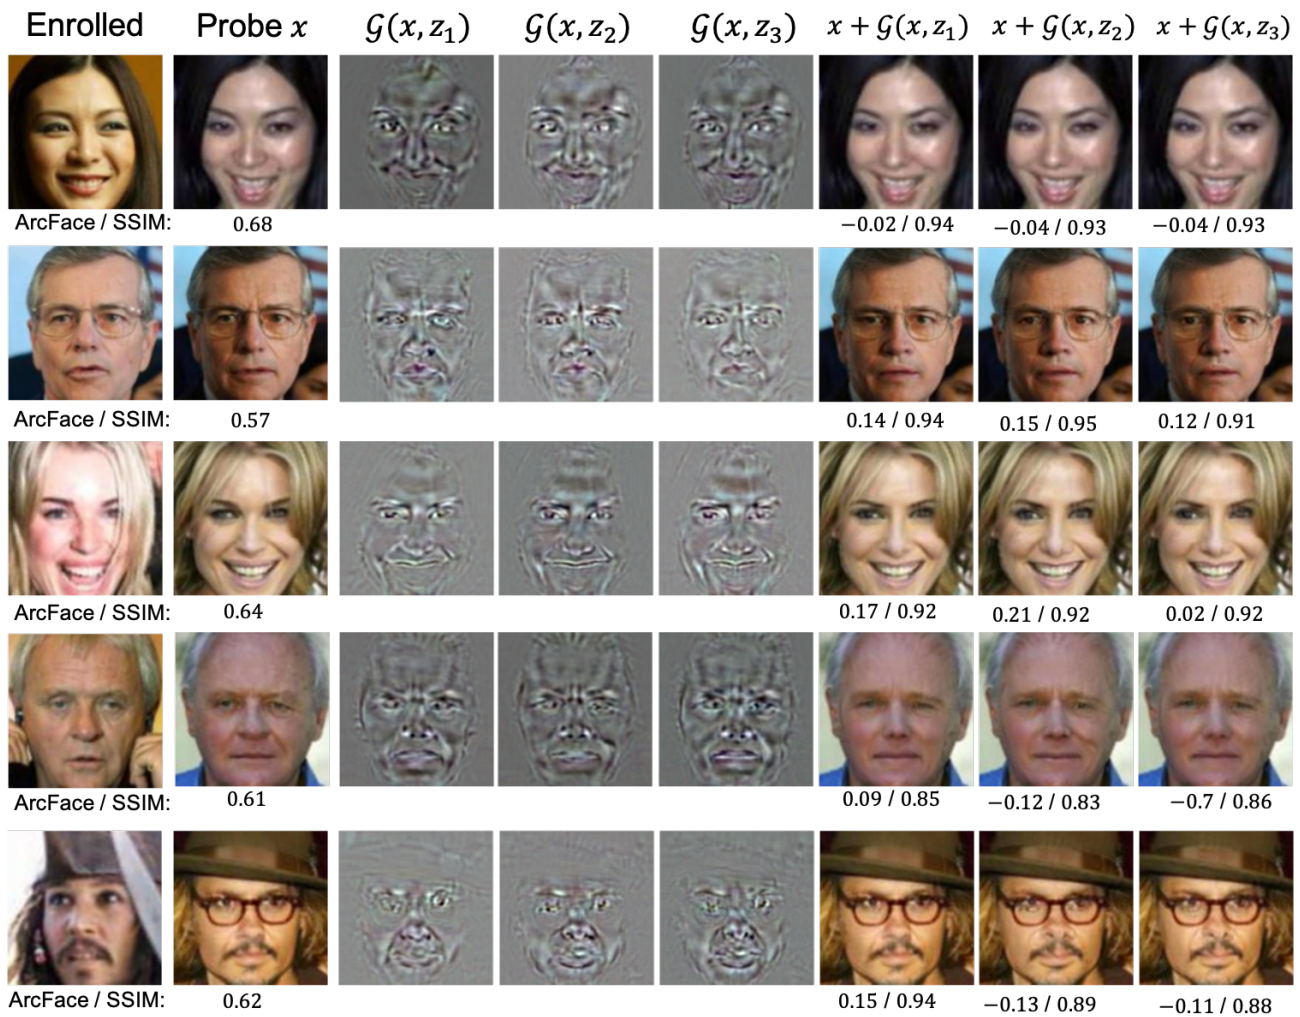 Enrolled Probe x 𝒢(x, z₁) 𝒢(x, z₂) 𝒢(x, z₃) x + 𝒢(x, z₁) x + 𝒢(x, z₂) x + 𝒢(x, z₃)
ArcFace / SSIM: 0.68 −0.02 / 0.94 −0.04 / 0.93 −0.04 / 0.93
ArcFace / SSIM: 0.57 0.14 / 0.94 0.15 / 0.95 0.12 / 0.91
ArcFace / SSIM: 0.64 0.17 / 0.92 0.21 / 0.92 0.02 / 0.92
ArcFace / SSIM: 0.61 0.09 / 0.85 −0.12 / 0.83 −0.7 / 0.86
ArcFace / SSIM: 0.62 0.15 / 0.94 −0.13 / 0.89 −0.11 / 0.88